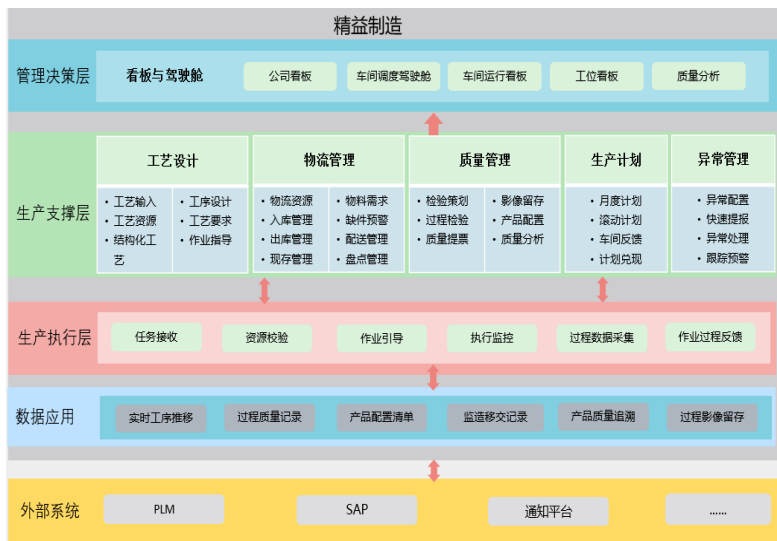 精益制造
管理决策层
看板与驾驶舱
公司看板
车间调度驾驶舱
车间运行看板
工位看板
质量分析
生产支撑层
工艺设计
• 工艺输入
• 工艺资源
• 结构化工
艺
• 工序设计
• 工艺要求
• 作业指导
物流管理
• 物流资源
• 入库管理
• 出库管理
• 现存管理
• 物料需求
• 缺件预警
• 配送管理
• 盘点管理
质量管理
• 检验策划
• 过程检验
• 质量提票
• 影像留存
• 产品配置
• 质量分析
生产计划
• 月度计划
• 滚动计划
• 车间反馈
• 计划兑现
异常管理
• 异常配置
• 快速提报
• 异常处理
• 跟踪预警
生产执行层
任务接收
资源校验
作业引导
执行监控
过程数据采集
作业过程反馈
数据应用
实时工序推移
过程质量记录
产品配置清单
监造移交记录
产品质量追溯
过程影像留存
外部系统
PLM
SAP
通知平台
......